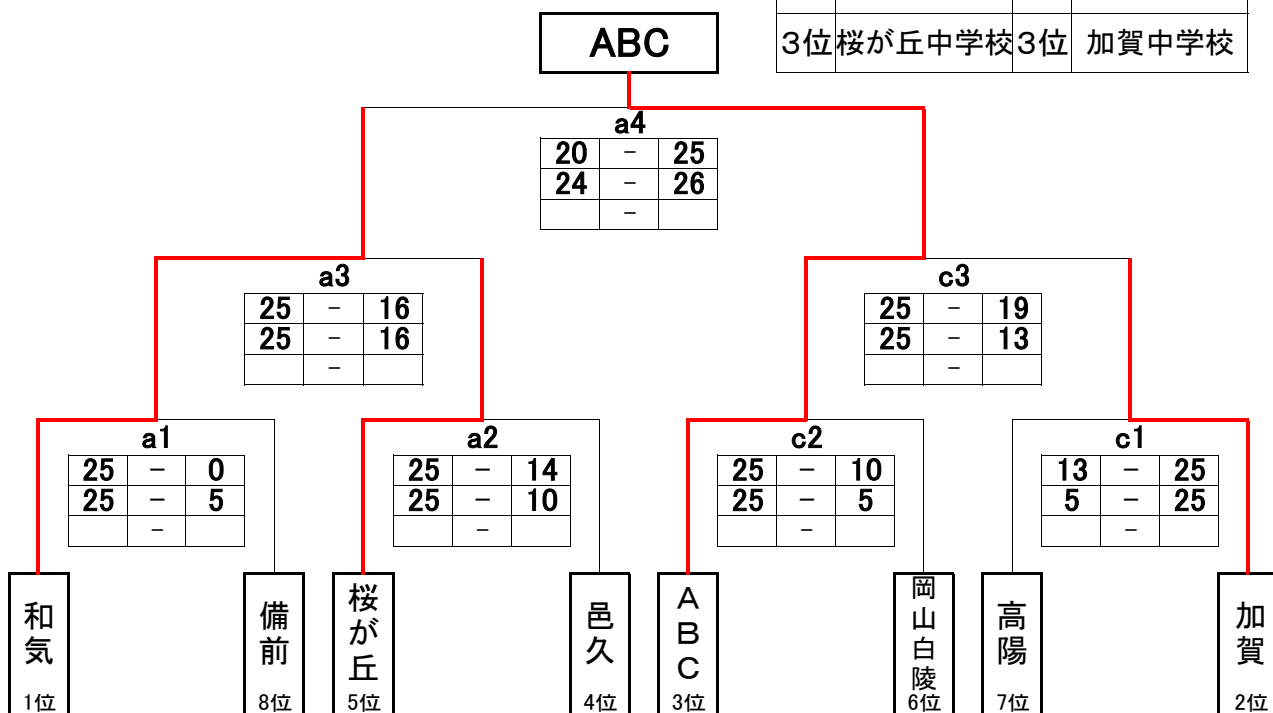 ABC
3位 桜が丘中学校 3位 加賀中学校
a4
20 - 25
24 - 26
-
a3
25 - 16
25 - 16
-
c3
25 - 19
25 - 13
-
a1
25 - 0
25 - 5
-
a2
25 - 14
25 - 10
-
c2
25 - 10
25 - 5
-
c1
13 - 25
5 - 25
-
和気
1位
備前
8位
桜が丘
5位
邑久
4位
ABC
3位
岡山白陵
6位
高陽
7位
加賀
2位